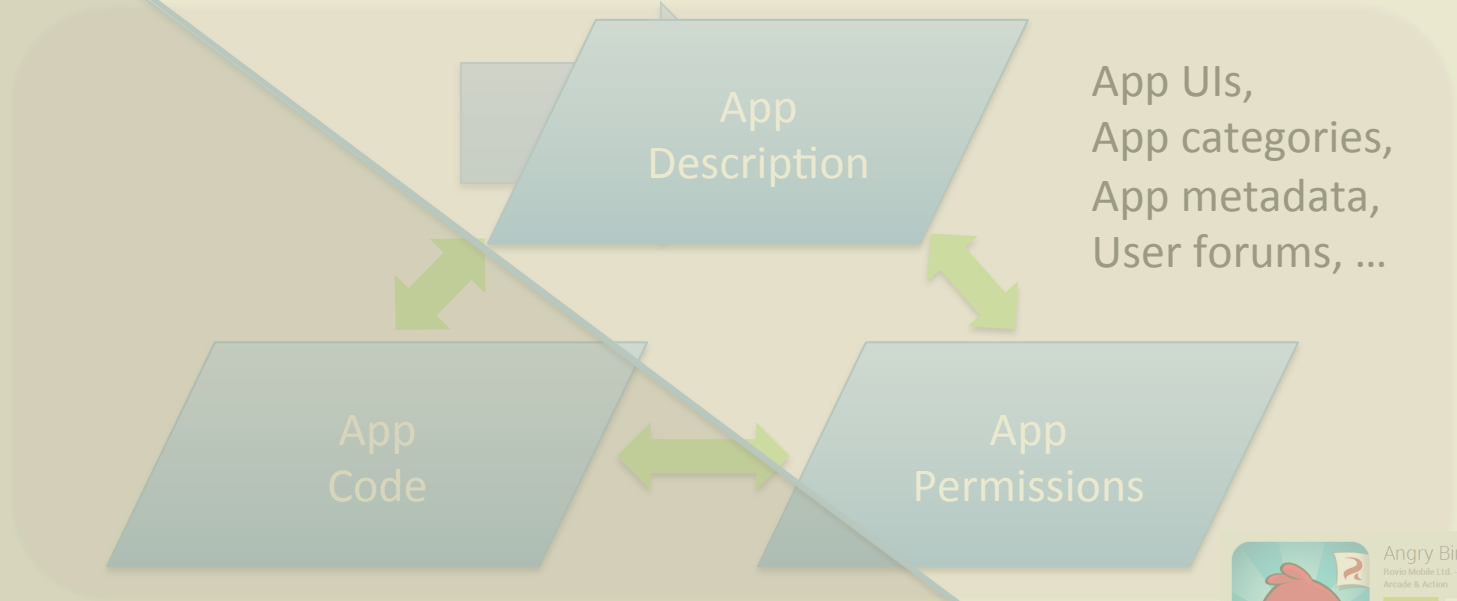 App
Description
App UIs,
App categories,
App metadata,
User forums, ...
App
Code
App
Permissions
Angry Bir
Rovio Mobile Ltd.
Arcade & Action